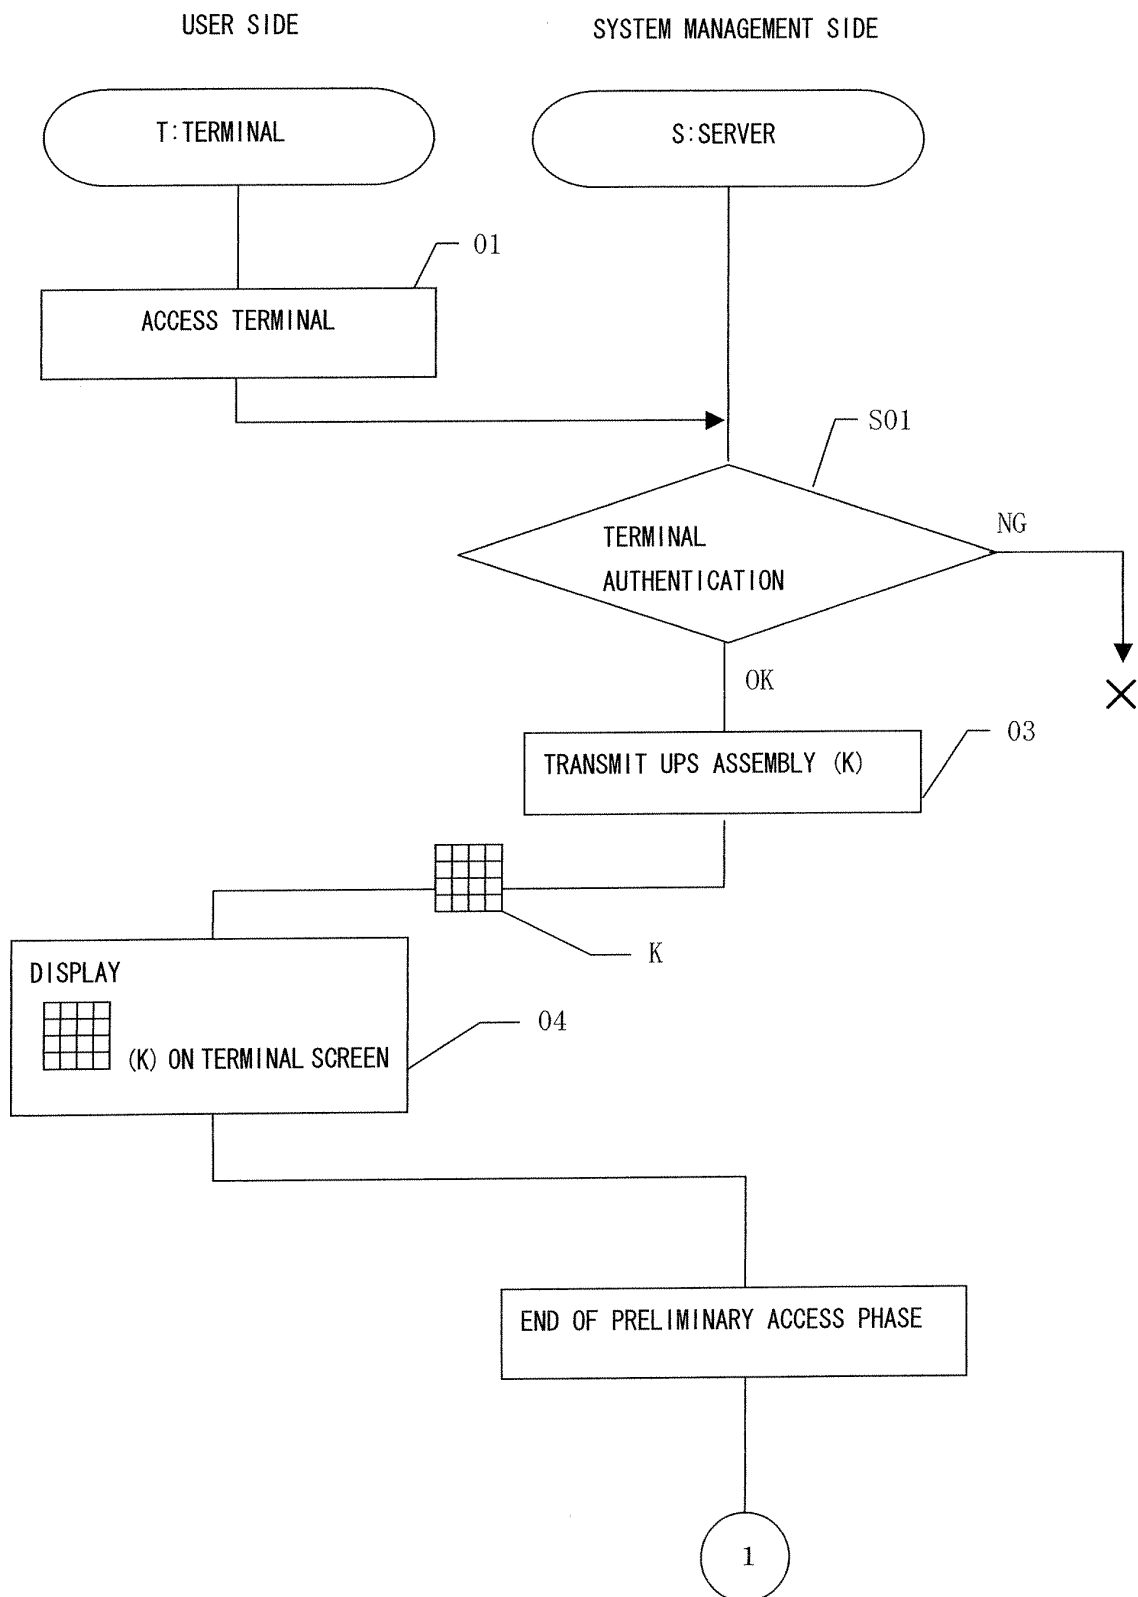 USER SIDE
SYSTEM MANAGEMENT SIDE
T:TERMINAL
S:SERVER
01
ACCESS TERMINAL
S01
NG
TERMINAL
AUTHENTICATION
OK
03
TRANSMIT UPS ASSEMBLY (K)
K
DISPLAY
04
(K) ON TERMINAL SCREEN
END OF PRELIMINARY ACCESS PHASE
1